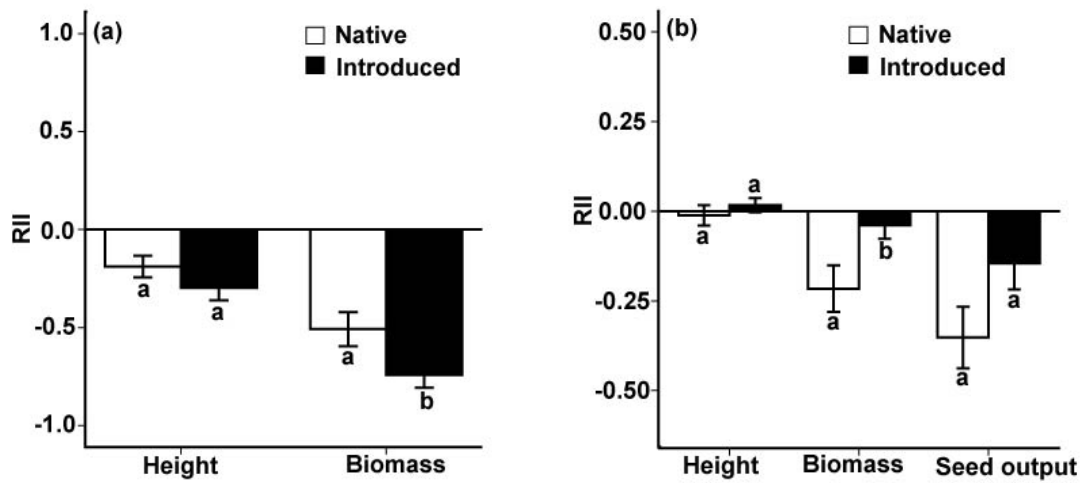 (a)
Native
Introduced
RII
1.0
0.5
0.0
-0.5
-1.0
a
a
a
b
Height
Biomass
(b)
Native
Introduced
RII
0.50
0.25
0.00
-0.25
-0.50
a
a
a
b
a
a
Height
Biomass
Seed output